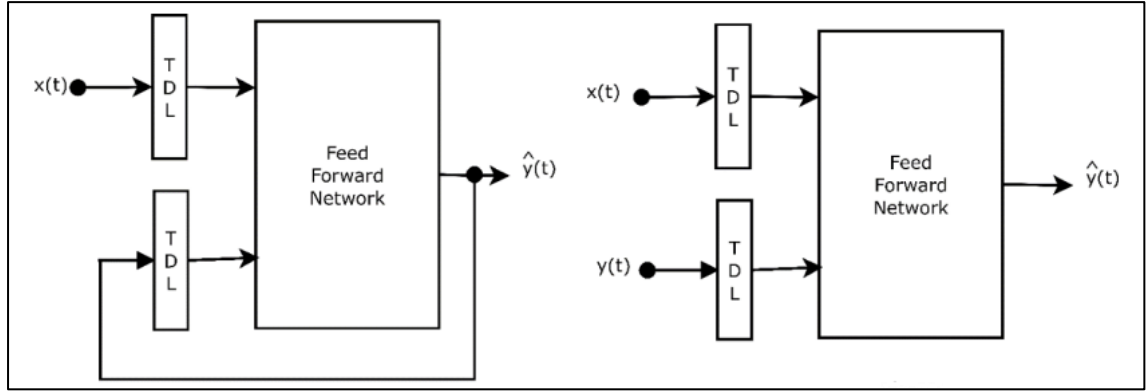 x(t)
T
D
L
T
D
L
Feed
Forward
Network
ŷ(t)
x(t)
T
D
L
y(t)
T
D
L
Feed
Forward
Network
ŷ(t)